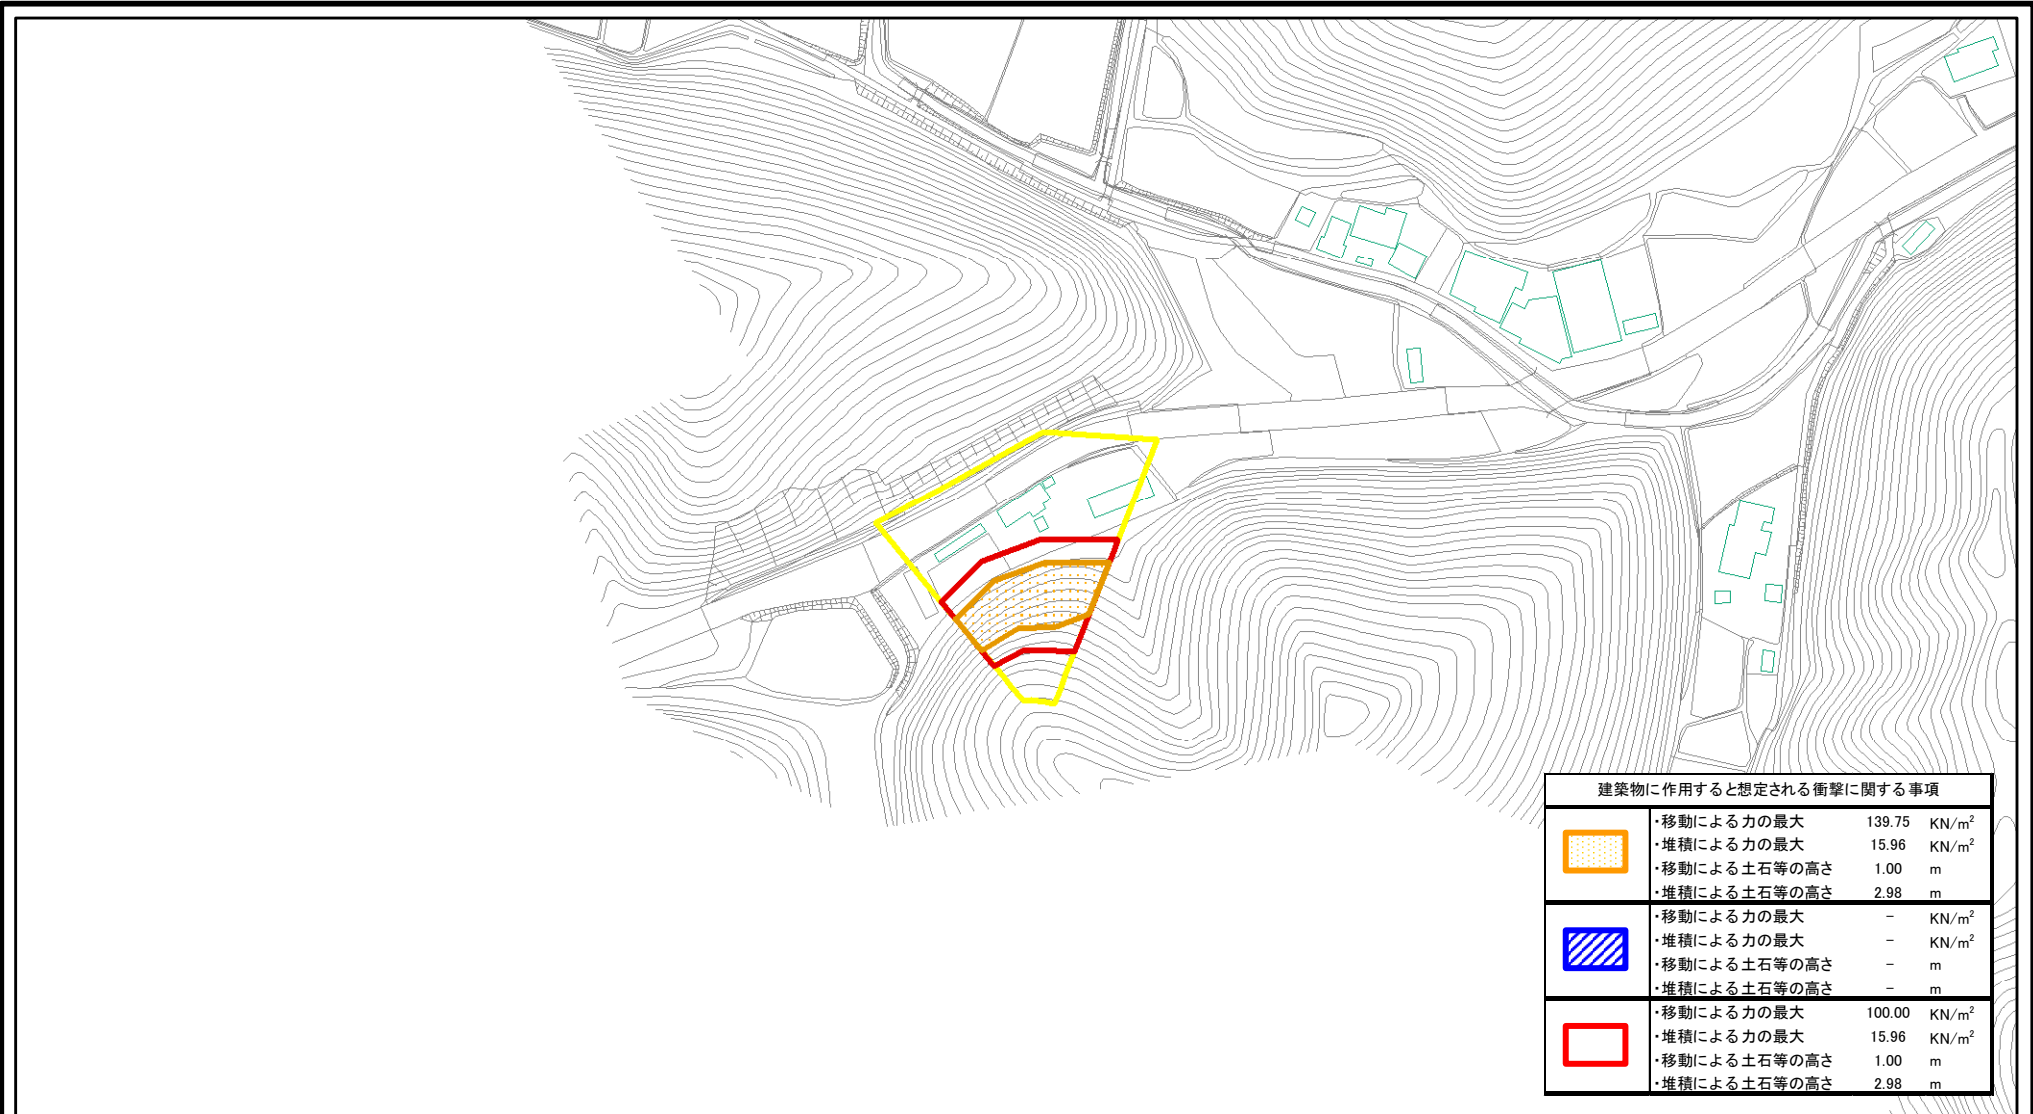 建築物に作用すると想定される衝撃に関する事項
・移動による力の最大 139.75 KN/m²
・堆積による力の最大 15.96 KN/m²
・移動による土石等の高さ 1.00 m
・堆積による土石等の高さ 2.98 m
・移動による力の最大 － KN/m²
・堆積による力の最大 － KN/m²
・移動による土石等の高さ － m
・堆積による土石等の高さ － m
・移動による力の最大 100.00 KN/m²
・堆積による力の最大 15.96 KN/m²
・移動による土石等の高さ 1.00 m
・堆積による土石等の高さ 2.98 m